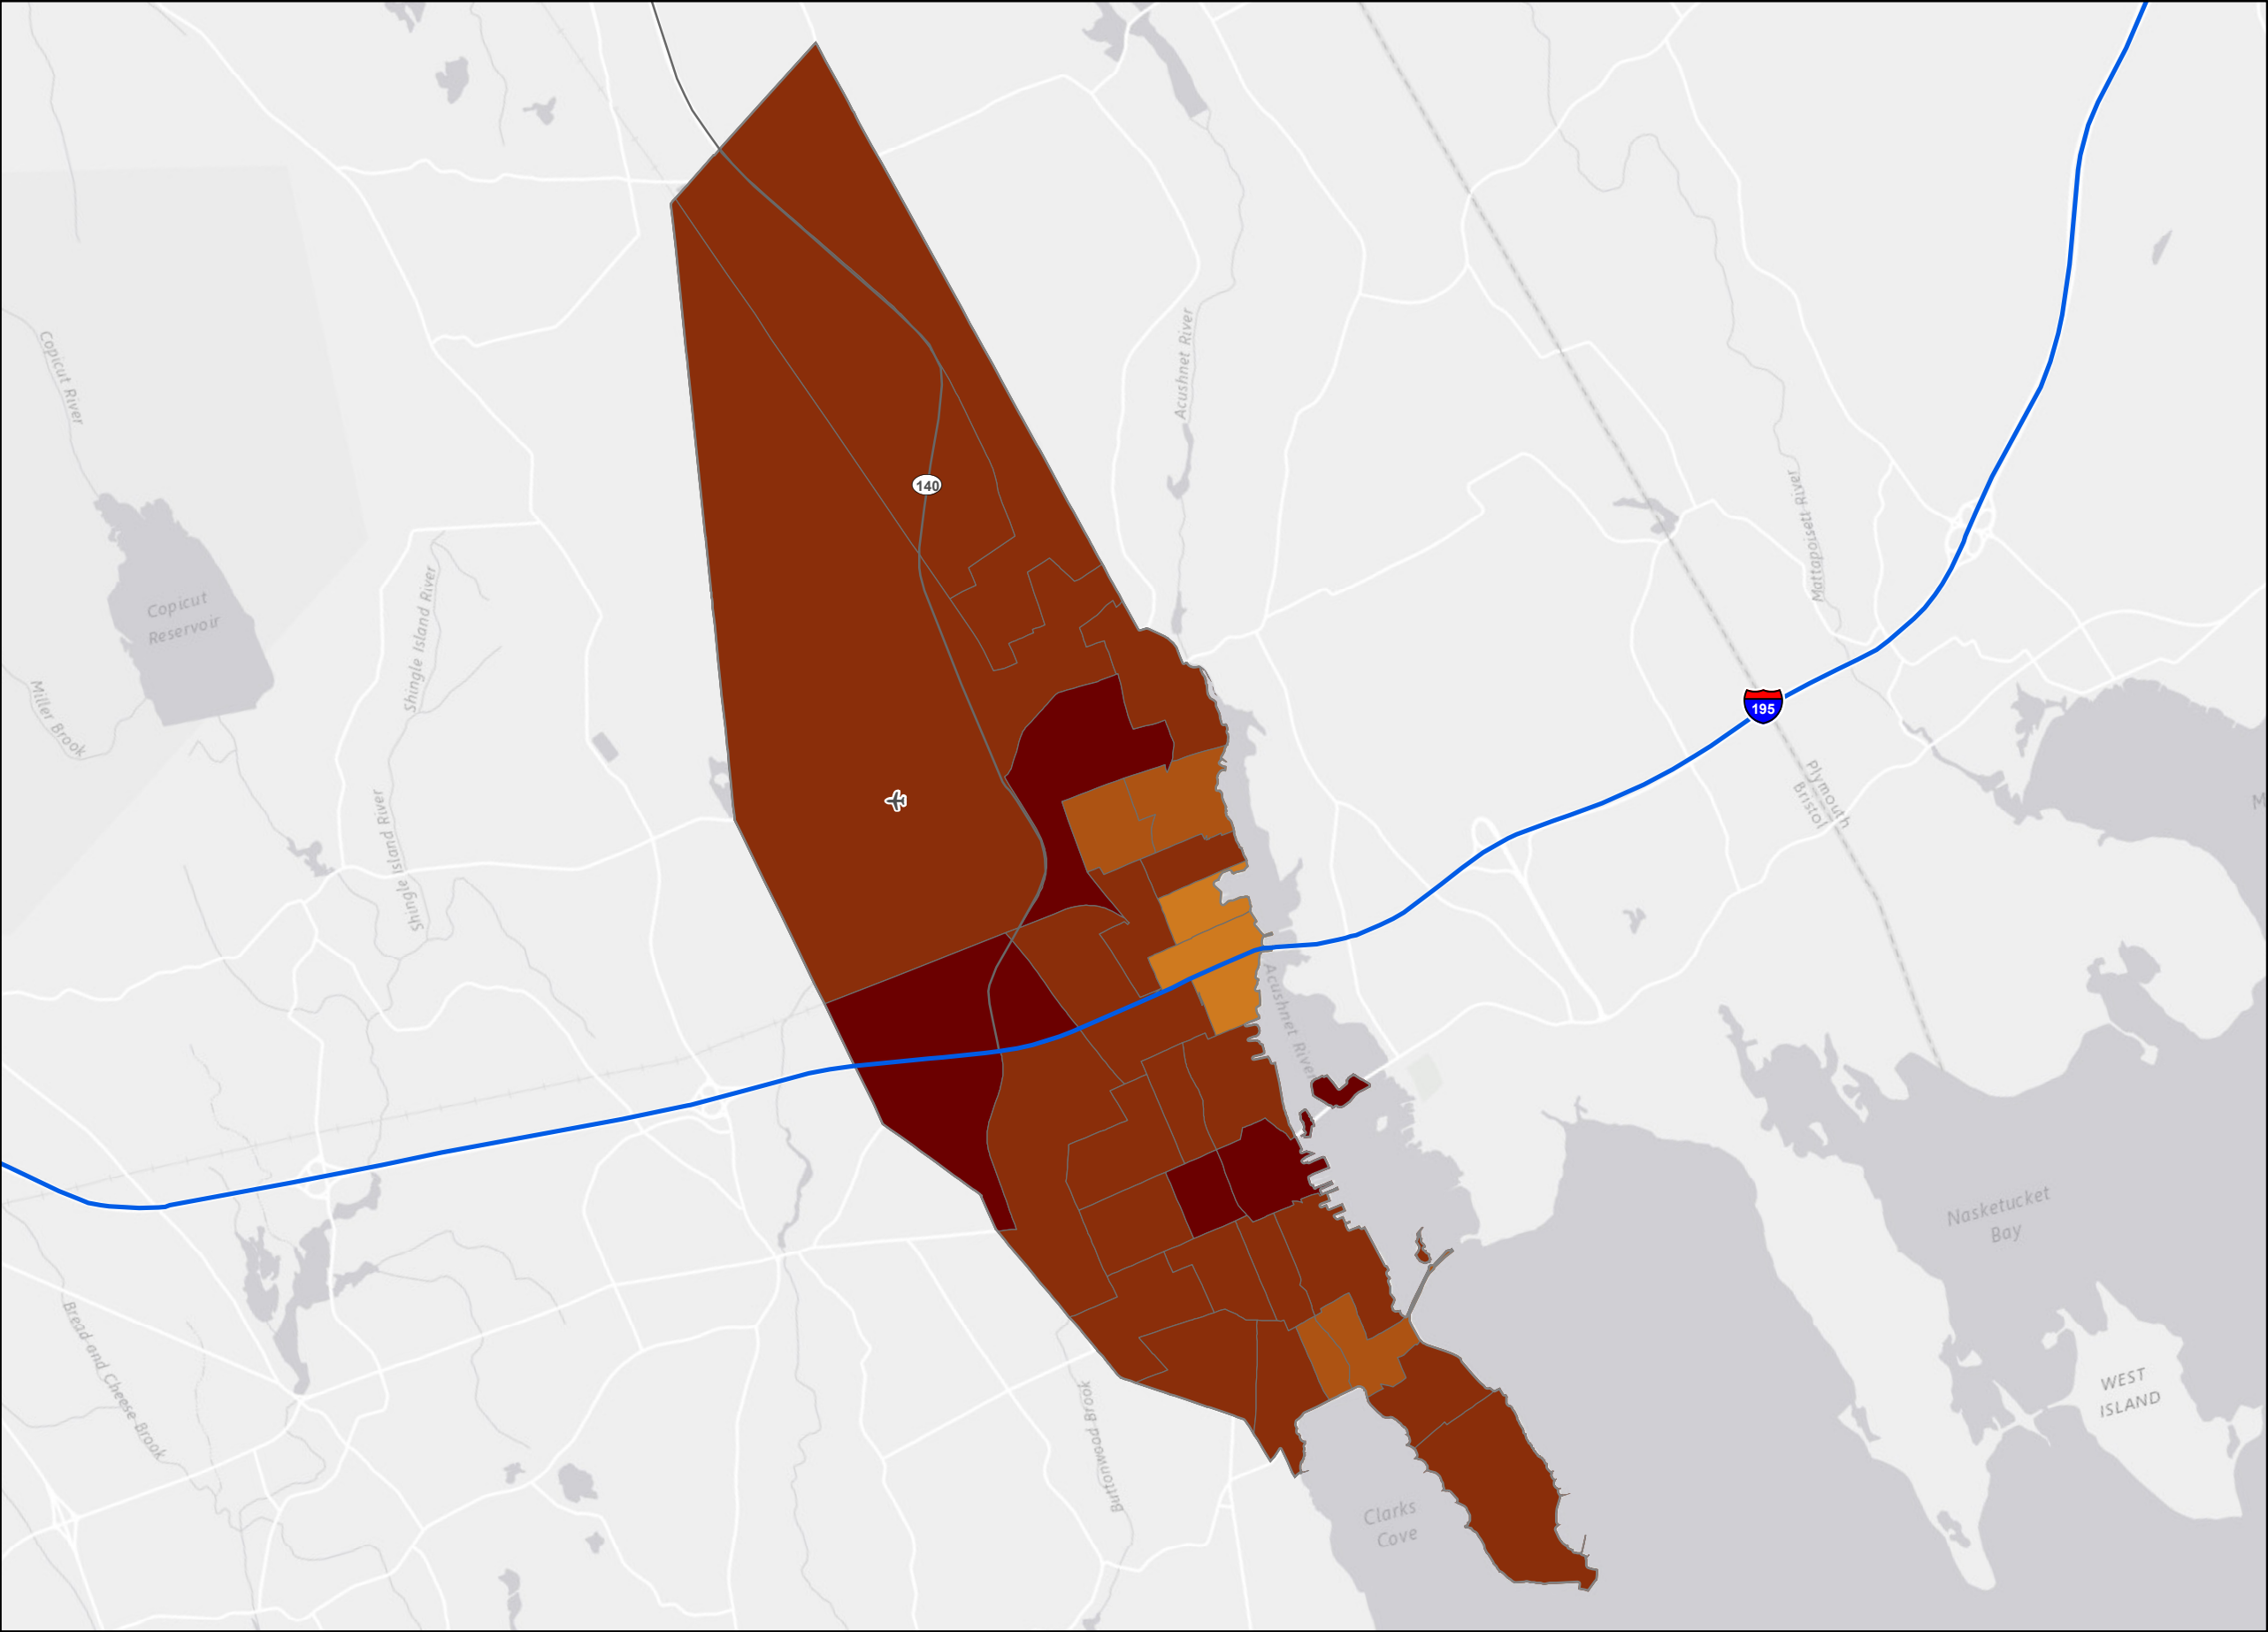 Copicut River
Acushnet River
140
Mattapoisett River
Copicut
Reservoir
Shingle Island River
Miller Brook
195
Plymouth
Bristol
M
Shingle Island River
Acushnet River
Nasketucket
Bay
Bread and Cheese Brook
Buttonwood Brook
WEST
ISLAND
Clarks
Cove